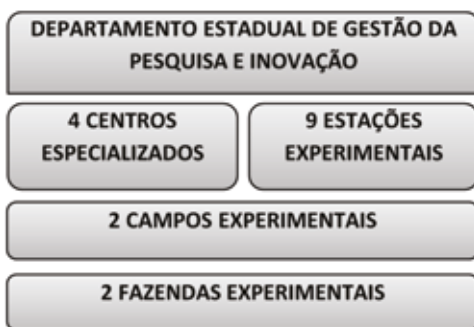 DEPARTAMENTO ESTADUAL DE GESTÃO DA
PESQUISA E INOVAÇÃO
4 CENTROS
ESPECIALIZADOS
9 ESTAÇÕES
EXPERIMENTAIS
2 CAMPOS EXPERIMENTAIS
2 FAZENDAS EXPERIMENTAIS